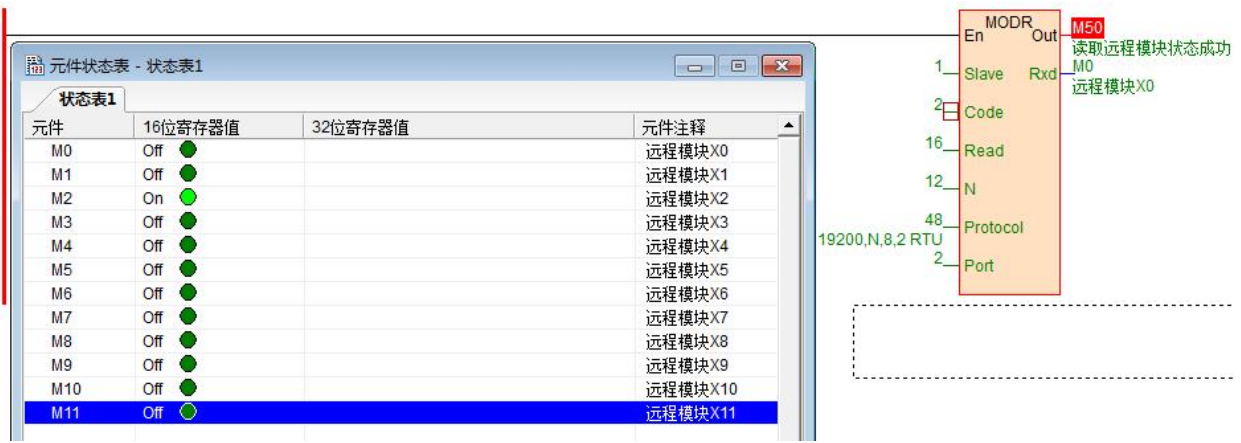 元件状态表 - 状态表1
状态表1
元件 16位寄存器值 32位寄存器值 元件注释
M0 Off 远程模块X0
M1 Off 远程模块X1
M2 On 远程模块X2
M3 Off 远程模块X3
M4 Off 远程模块X4
M5 Off 远程模块X5
M6 Off 远程模块X6
M7 Off 远程模块X7
M8 Off 远程模块X8
M9 Off 远程模块X9
M10 Off 远程模块X10
M11 Off 远程模块X11
MODR
En Out M50
读取远程模块状态成功
1 Slave Rxd M0
远程模块X0
2 Code
16 Read
12 N
48 Protocol
19200,N,8,2 RTU
2 Port